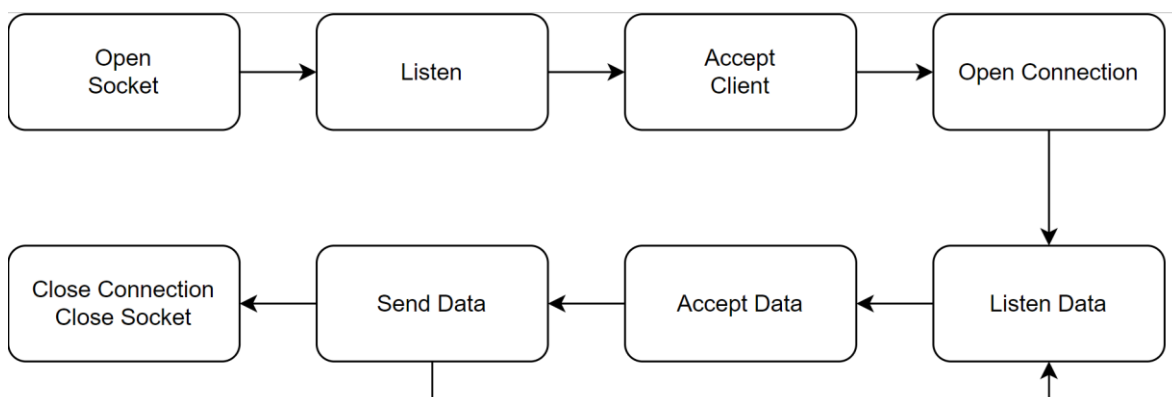 Open
Socket
Listen
Accept
Client
Open Connection
Close Connection
Close Socket
Send Data
Accept Data
Listen Data